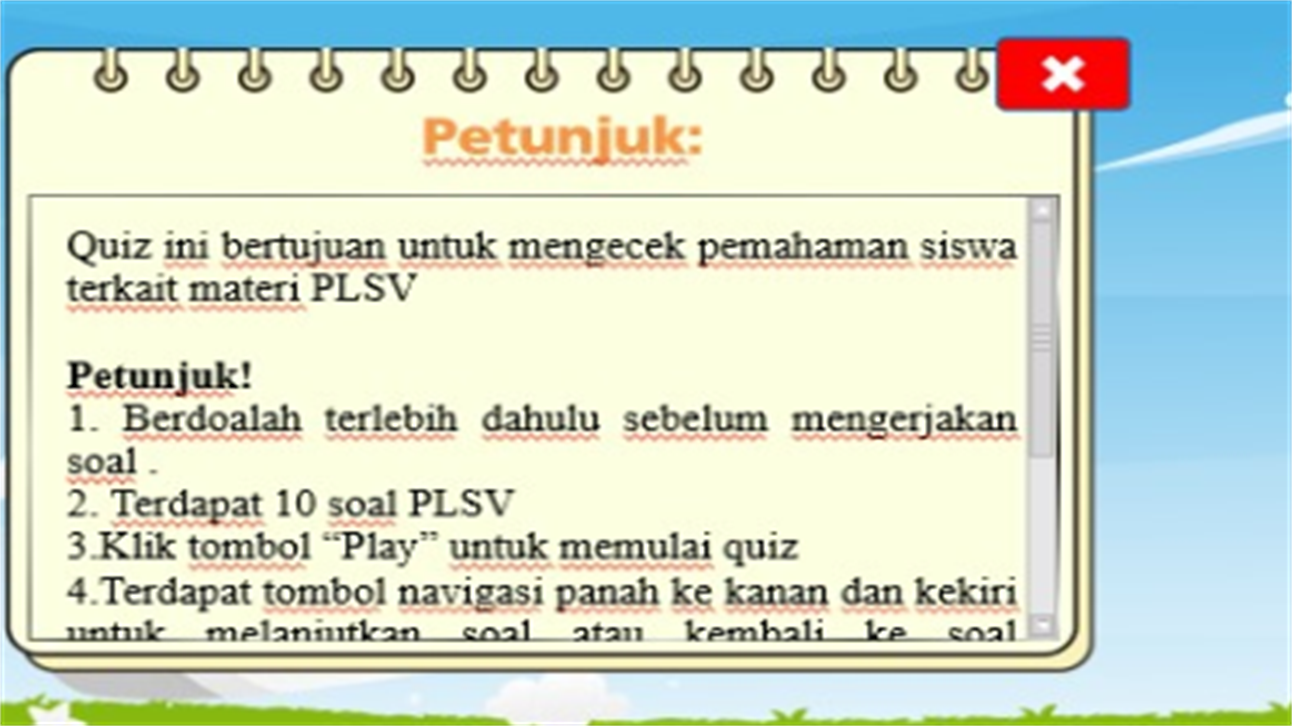 Petunjuk:
Quiz ini bertujuan untuk mengecek pemahaman siswa
terkait materi PLSV
Petunjuk!
1. Berdoalah terlebih dahulu sebelum mengerjakan
soal .
2. Terdapat 10 soal PLSV
3.Klik tombol “Play” untuk memulai quiz
4.Terdapat tombol navigasi panah ke kanan dan kekiri
untuk melanjutkan soal atau kembali ke soal